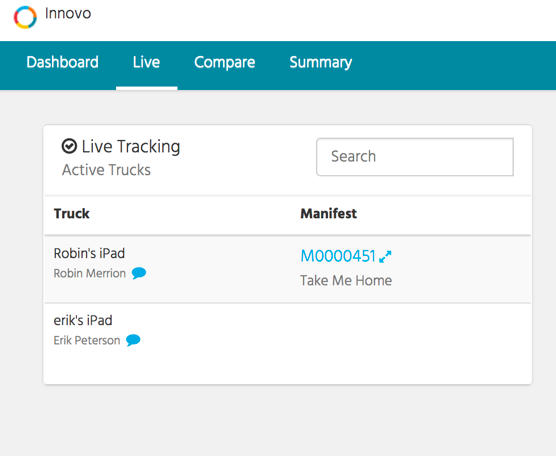 Innovo
Dashboard Live Compare Summary
Live Tracking
Active Trucks
Search
Truck Manifest
Robin's iPad
Robin Merrion
M0000451
Take Me Home
erik's iPad
Erik Peterson